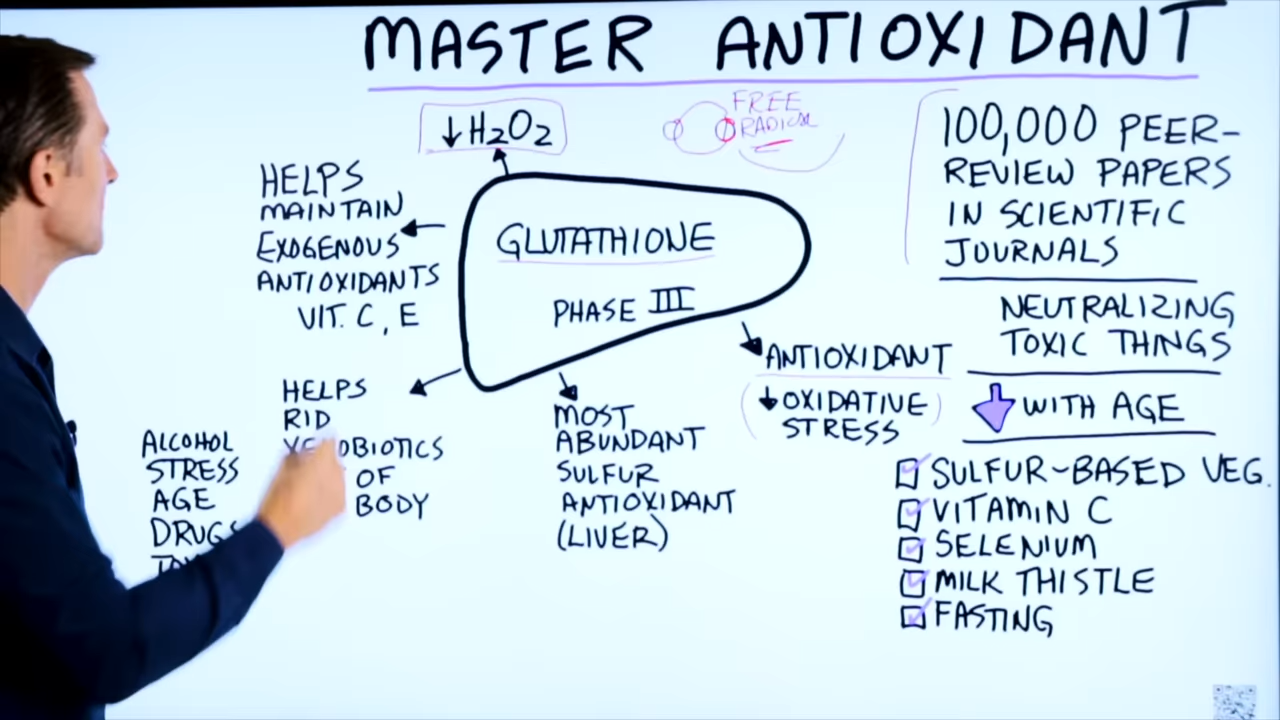 MASTER ANTIOXIDANT
↓H2O2
FREE
RADICAL
HELPS
MAINTAIN
EXOGENOUS
ANTIOXIDANTS
VIT. C, E
GLUTATHIONE
PHASE III
100,000 PEER-
REVIEW PAPERS
IN SCIENTIFIC
JOURNALS
NEUTRALIZING
TOXIC THINGS
↓ WITH AGE
ANTIOXIDANT
(↓OXIDATIVE)
STRESS
HELPS
RID
OF
BODY
ALCOHOL
STRESS
AGE
DRUGS
MOST
ABUNDANT
SULFUR
ANTIOXIDANT
(LIVER)
SULFUR-BASED VEG.
VITAMIN C
SELENIUM
MILK THISTLE
FASTING